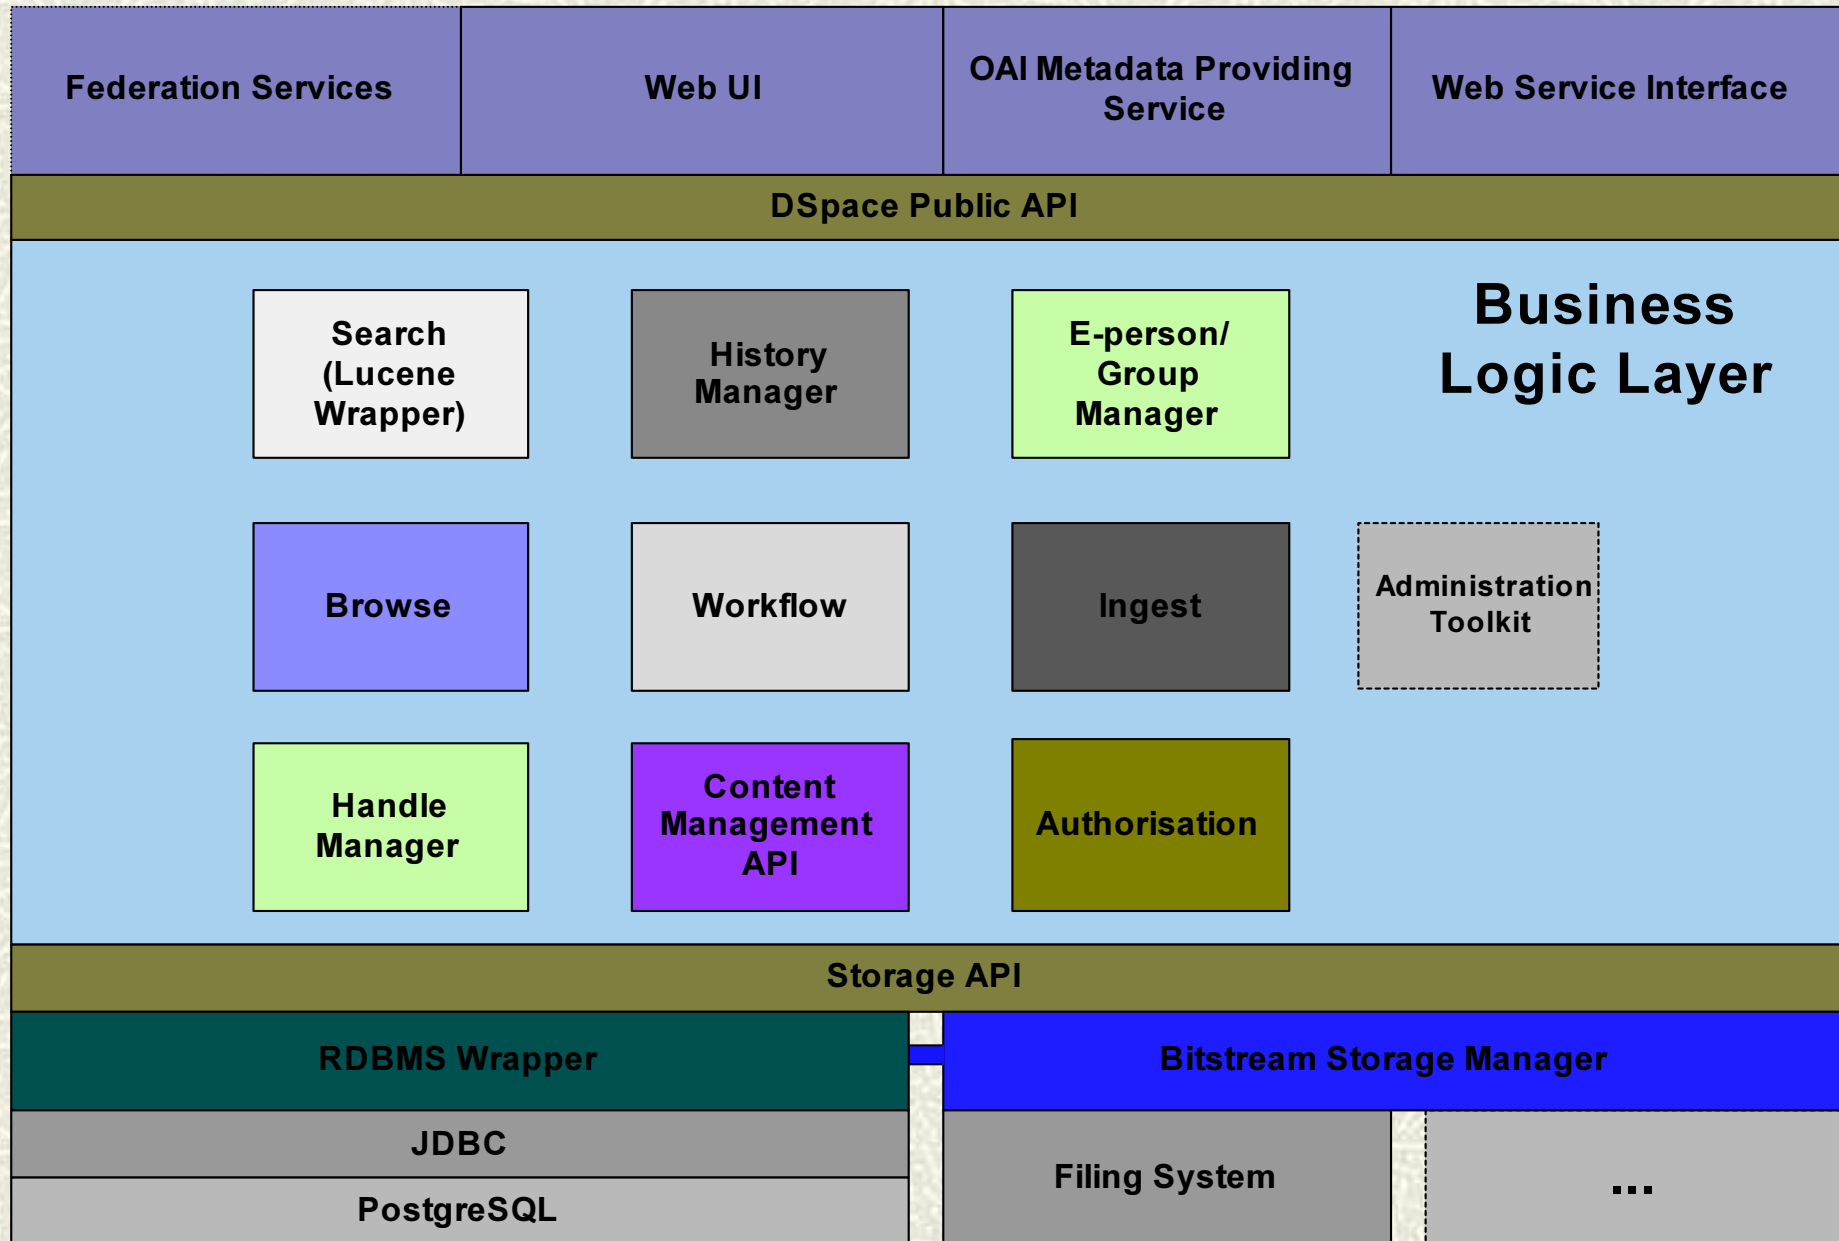 Federation Services
Web UI
OAI Metadata Providing
Service
Web Service Interface
DSpace Public API
Business
Logic Layer
Search
(Lucene
Wrapper)
History
Manager
E-person/
Group
Manager
Browse
Workflow
Ingest
Administration
Toolkit
Handle
Manager
Content
Management
API
Authorisation
Storage API
RDBMS Wrapper
Bitstream Storage Manager
JDBC
PostgreSQL
Filing System
...